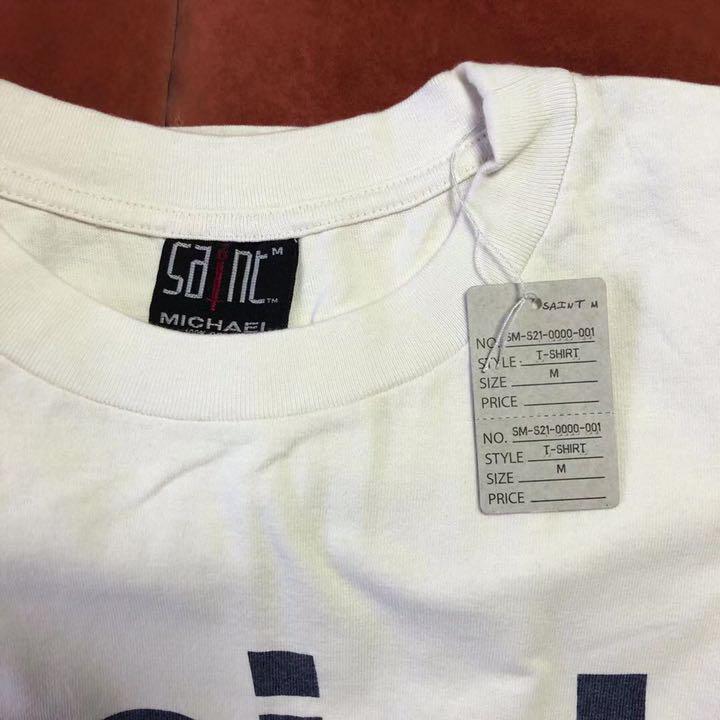 saint M
TM
MICHAEL
SAINT M
NO. SM-S21-0000-001
STYLE T-SHIRT
SIZE M
PRICE
NO. SM-S21-0000-001
STYLE T-SHIRT
SIZE M
PRICE